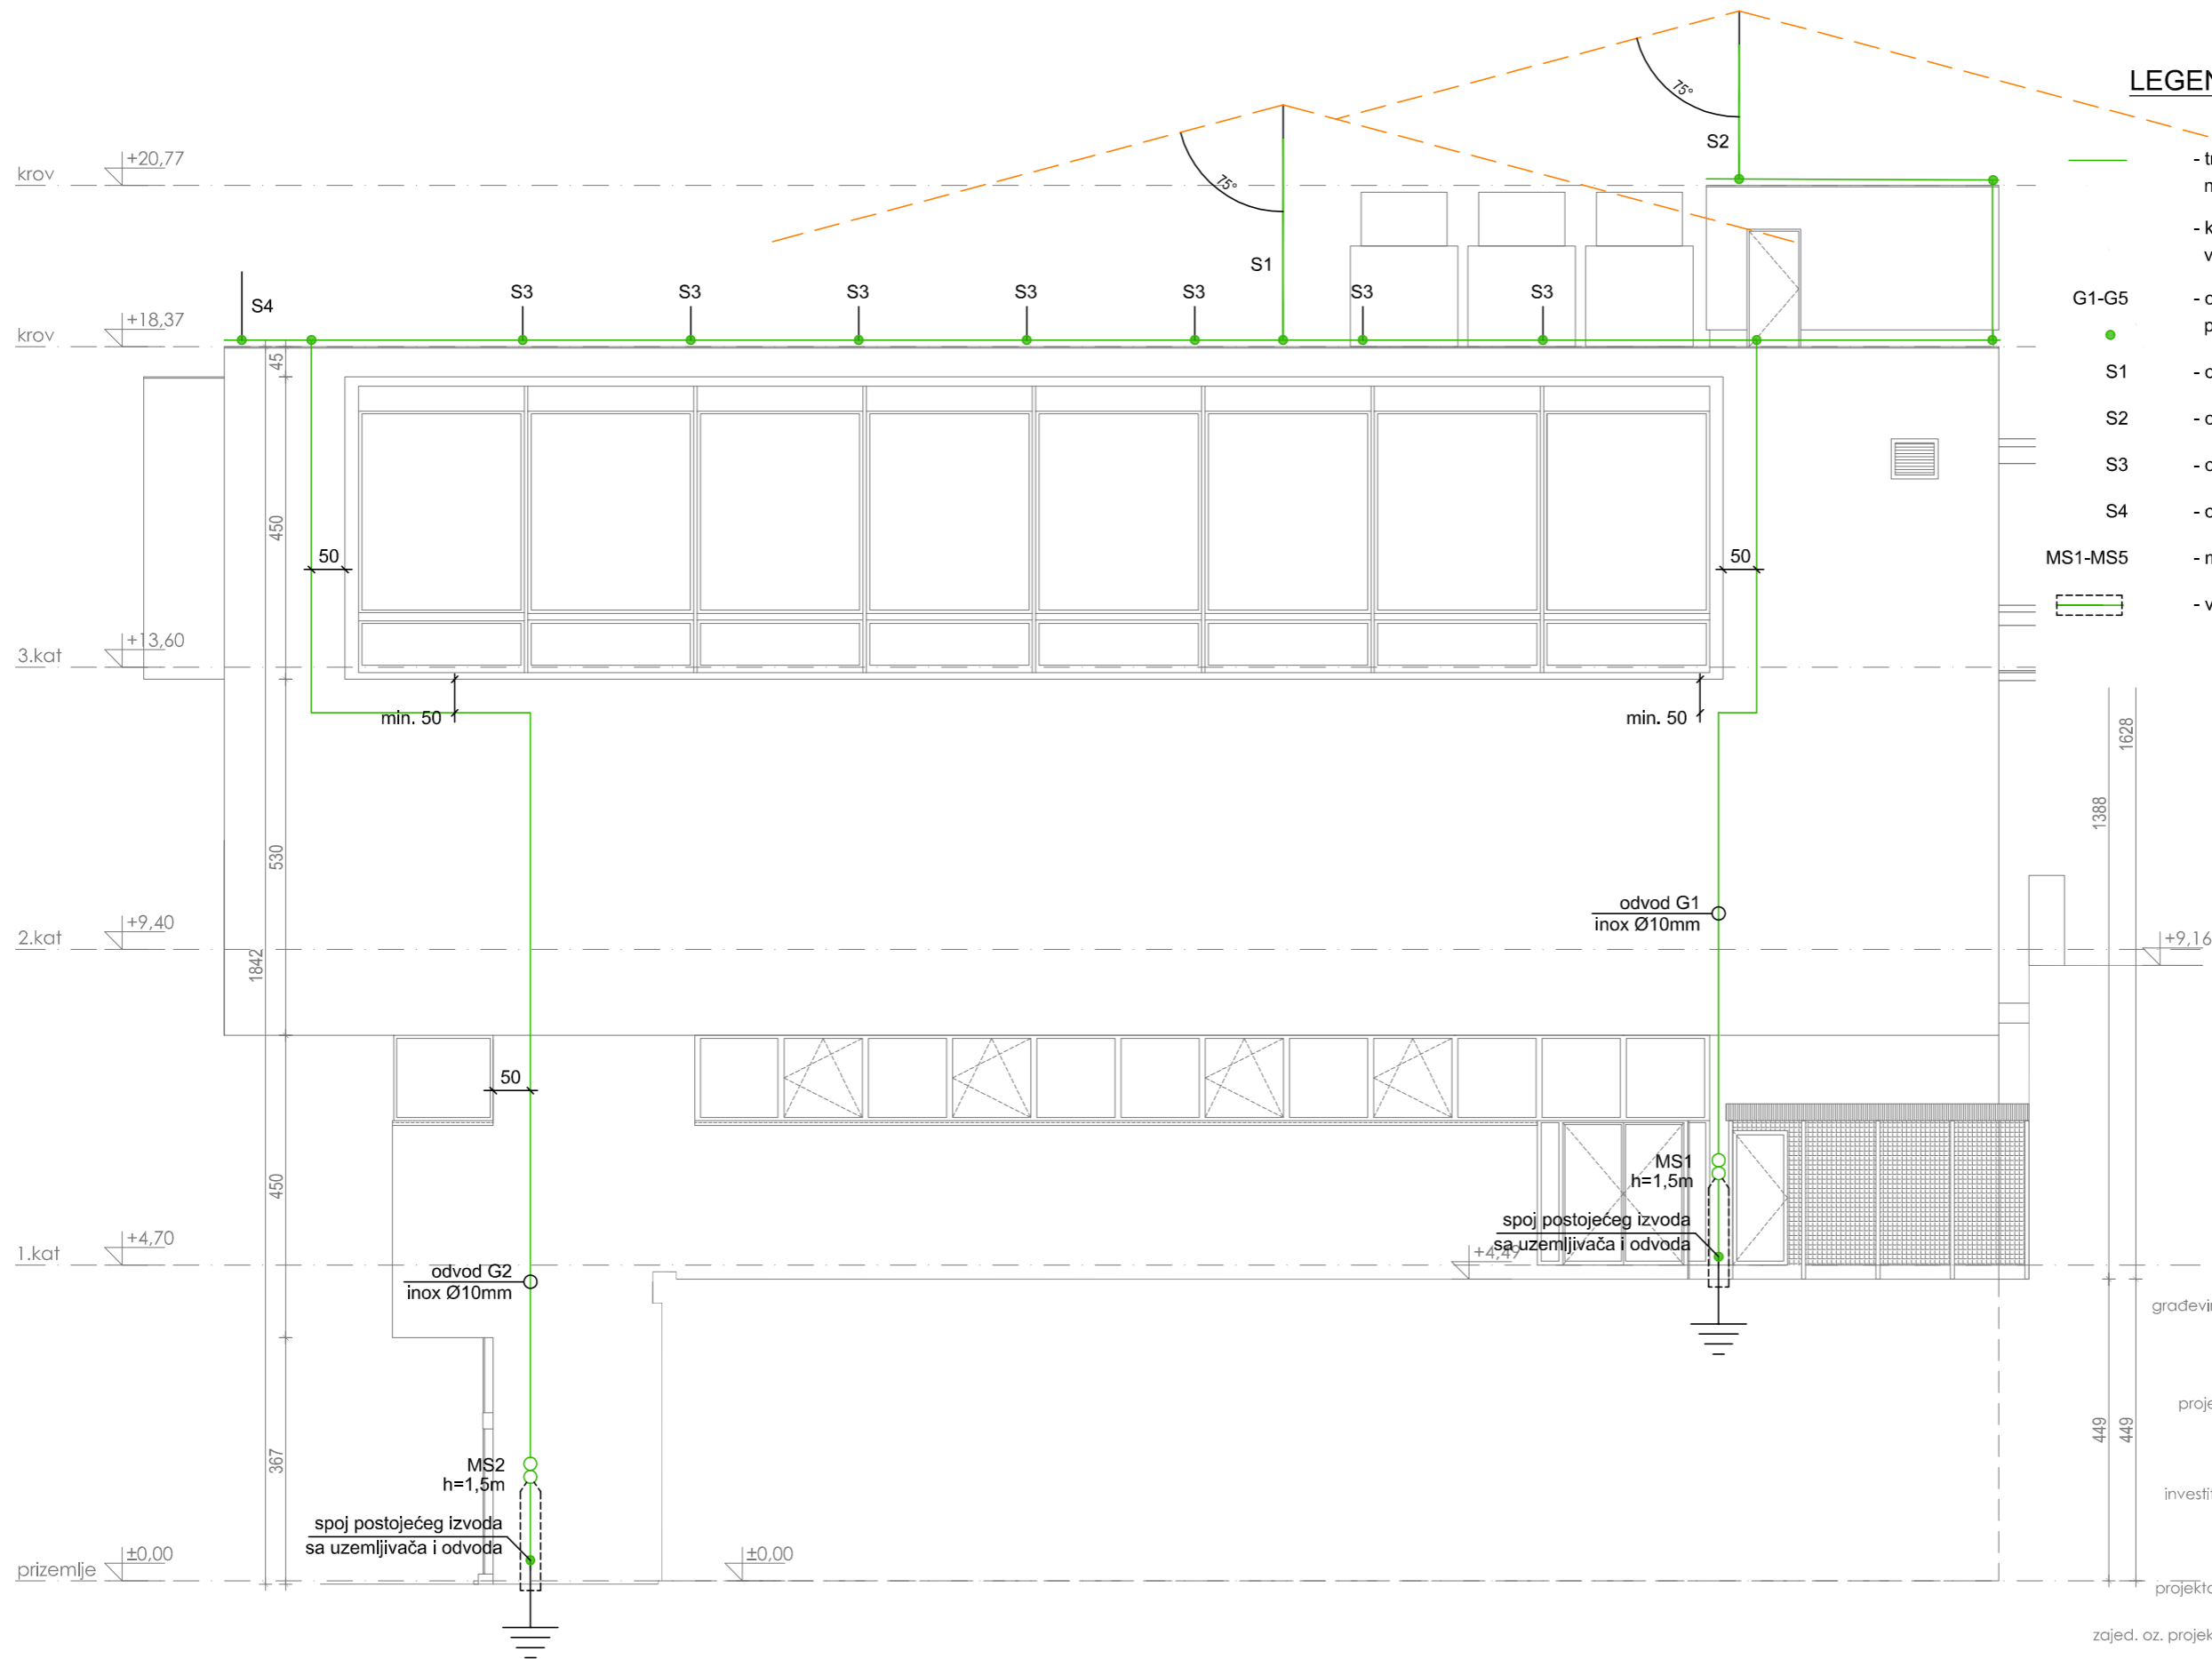 LEGEN
75°
75°
S2
S1
krov +20,77
krov +18,37
S4
S3
S3
S3
S3
S3
S3
S3
G1-G5
S1
S2
S3
S4
MS1-MS5
45
450
50
50
3.kat +13,60
min. 50
min. 50
530
1842
2.kat +9,40
odvod G1
inox Ø10mm
1628
1388
+9,16
50
450
MS1
h=1,5m
spoj postojećeg izvoda
sa uzemljivača i odvoda
1.kat +4,70
+4,49
odvod G2
inox Ø10mm
367
MS2
h=1,5m
spoj postojećeg izvoda
sa uzemljivača i odvoda
prizemlje ±0,00
±0,00
449
449
građevin
proje
investit
projekta
zajed. oz. projek